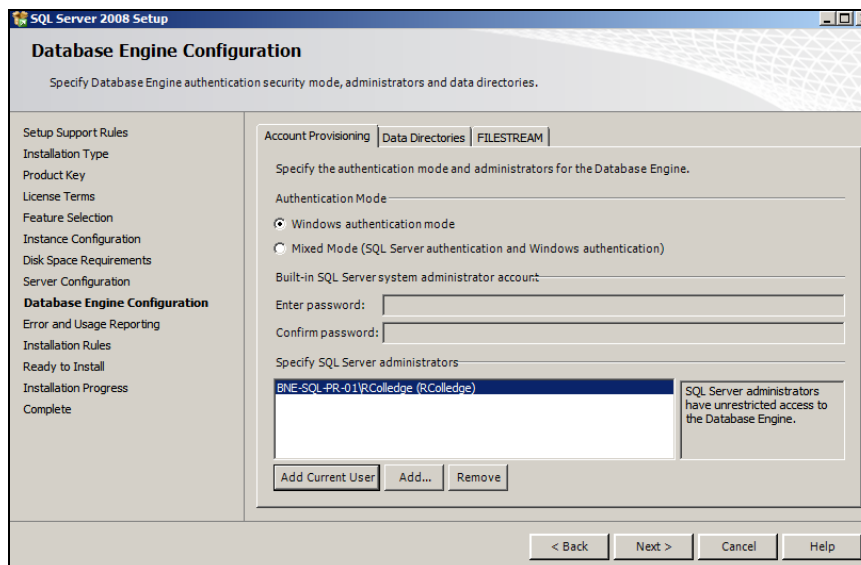 SQL Server 2008 Setup
Database Engine Configuration
Specify Database Engine authentication security mode, administrators and data directories.
Setup Support Rules
Installation Type
Product Key
License Terms
Feature Selection
Instance Configuration
Disk Space Requirements
Server Configuration
Database Engine Configuration
Error and Usage Reporting
Installation Rules
Ready to Install
Installation Progress
Complete
Account Provisioning Data Directories FILESTREAM
Specify the authentication mode and administrators for the Database Engine.
Authentication Mode
Windows authentication mode
Mixed Mode (SQL Server authentication and Windows authentication)
Built-in SQL Server system administrator account
Enter password:
Confirm password:
Specify SQL Server administrators
BNE-SQL-PR-01\RColledge (RColledge)
SQL Server administrators
have unrestricted access to
the Database Engine.
Add Current User Add... Remove
< Back Next > Cancel Help